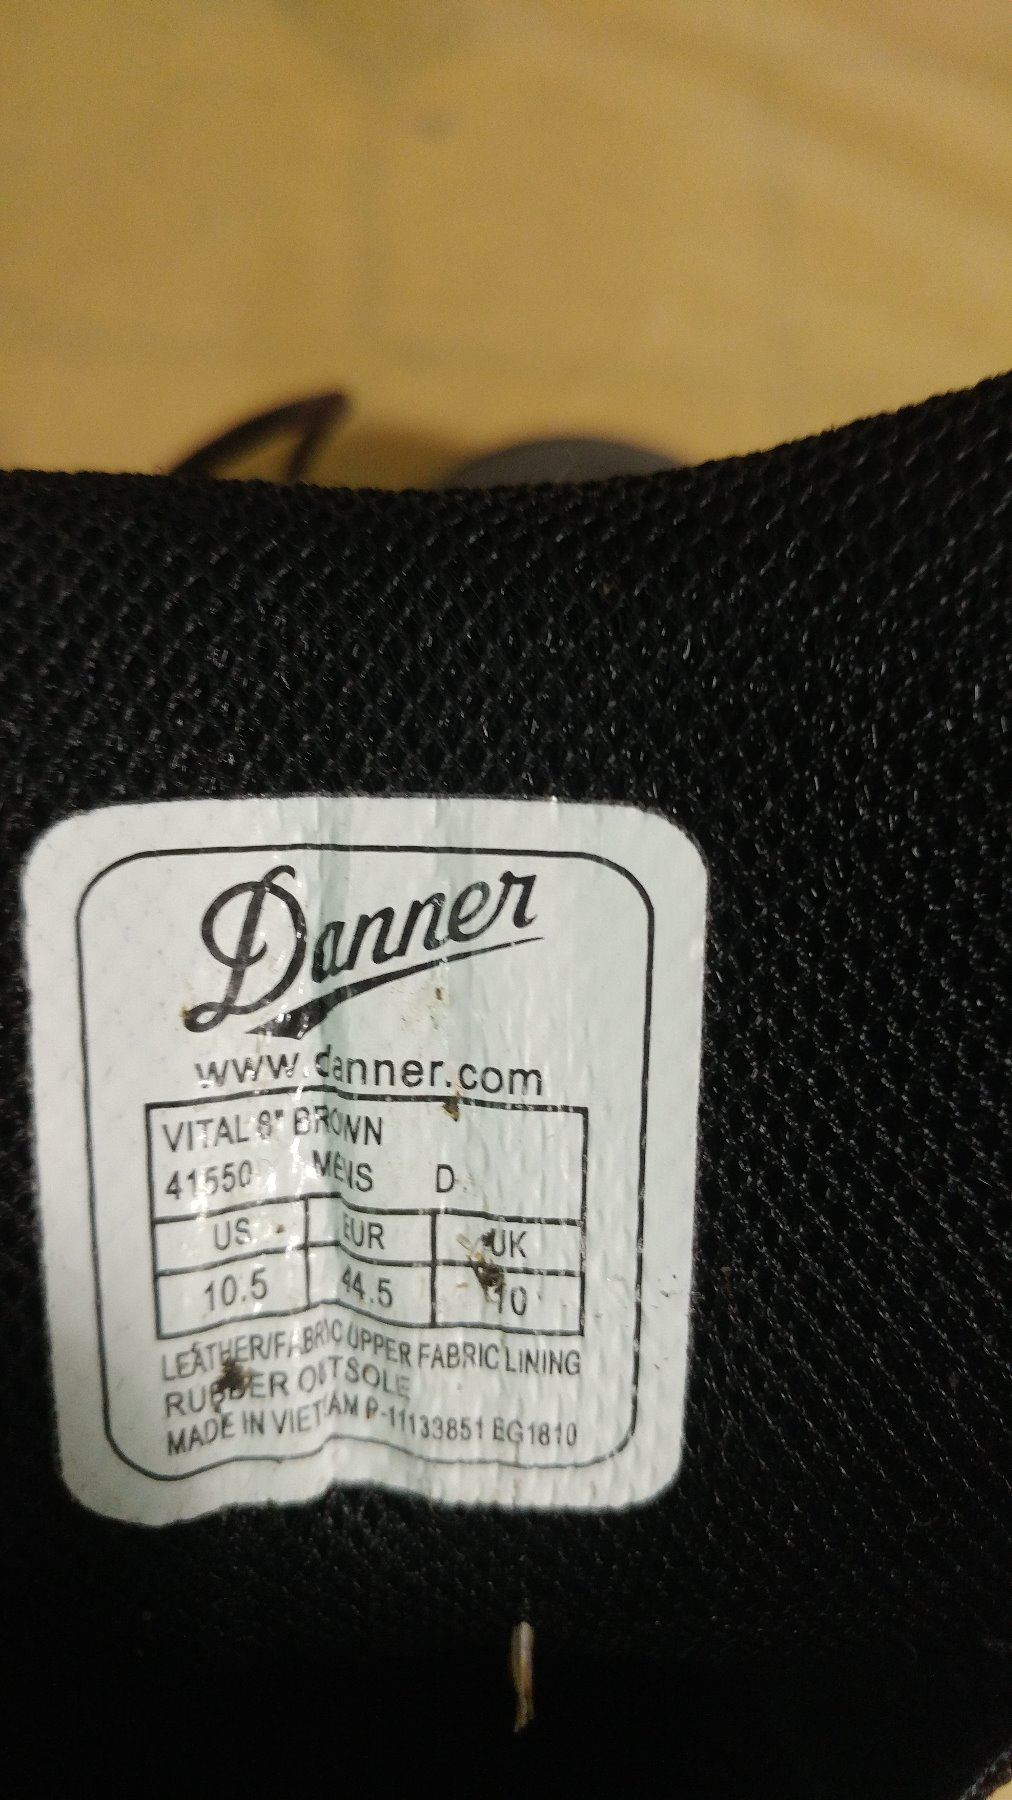 Danner
www.danner.com
VITAL 8" BROWN
41550 MENS D
US EUR UK
10.5 44.5 10
LEATHER/FABRIC UPPER FABRIC LINING
RUBBER OUTSOLE
MADE IN VIETNAM P-11133851 EG1810